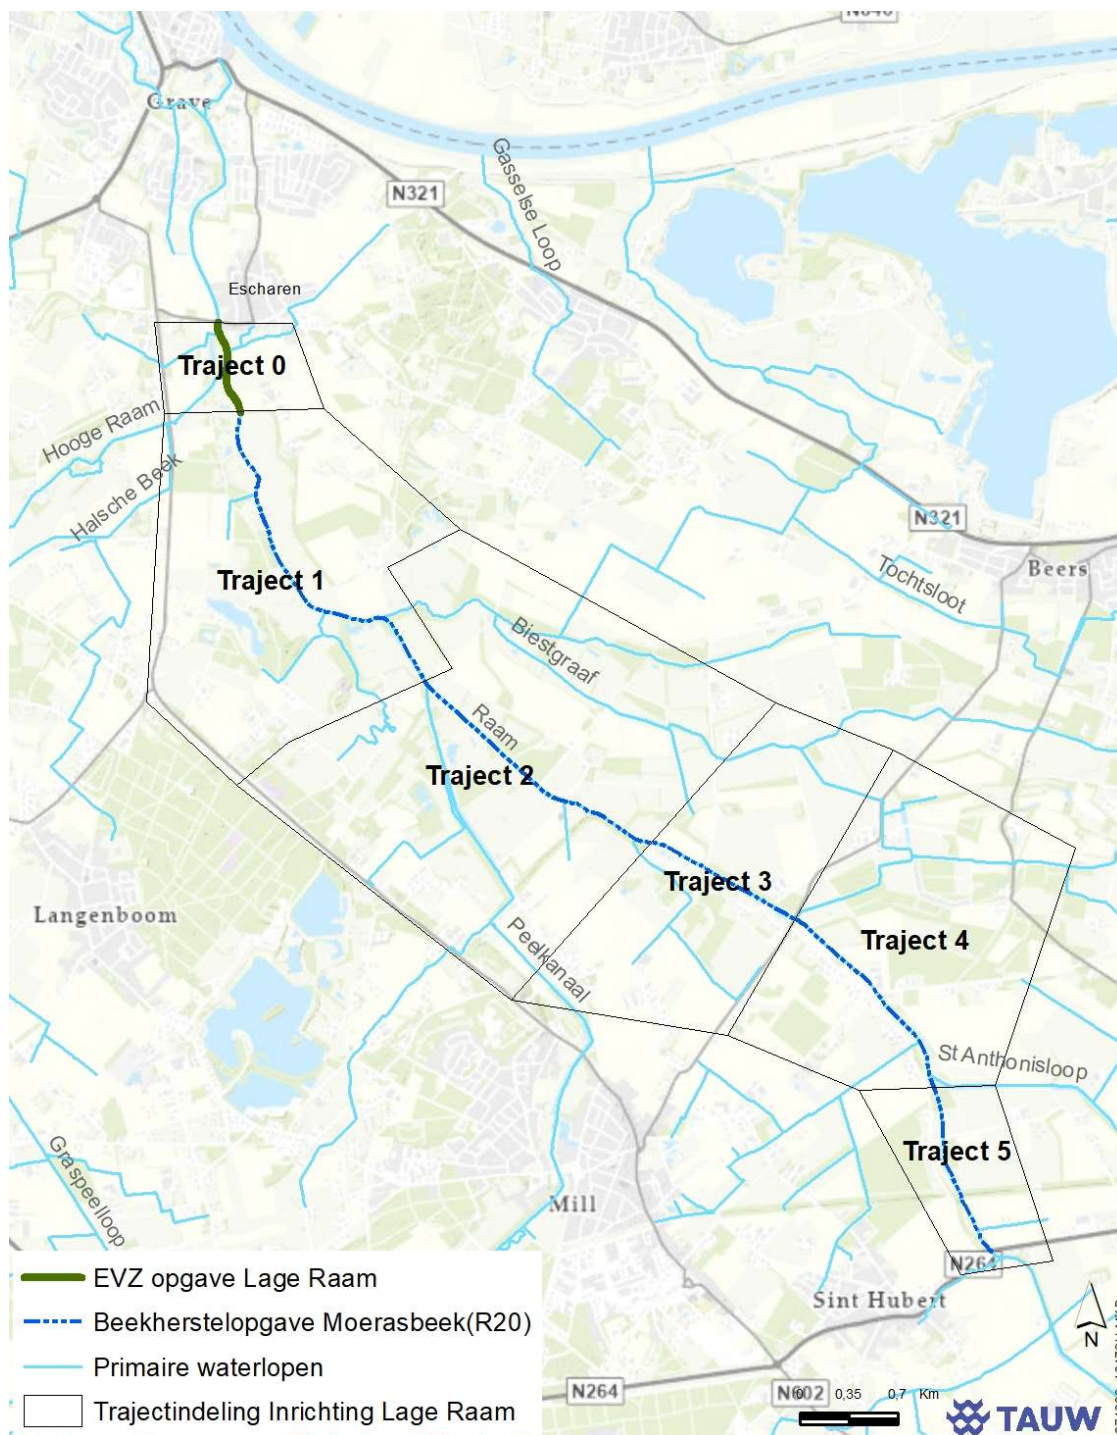 Grave
N321
Gasselse Loop
Escharen
Traject 0
Hooge Raam
Halsche Beek
N321
Beers
Tochtsloot
Traject 1
Biestgraaf
Raam
Traject 2
Traject 3
Langenboom
Peelkanaal
Traject 4
St Anthonisloop
Traject 5
Graspeelloop
Mill
N264
Sint Hubert
EVZ opgave Lage Raam
Beekherstelopgave Moerasbeek(R20)
Primaire waterlopen
Trajectindeling Inrichting Lage Raam
N264
N602
0 0,35 0,7 Km
N
TAUW